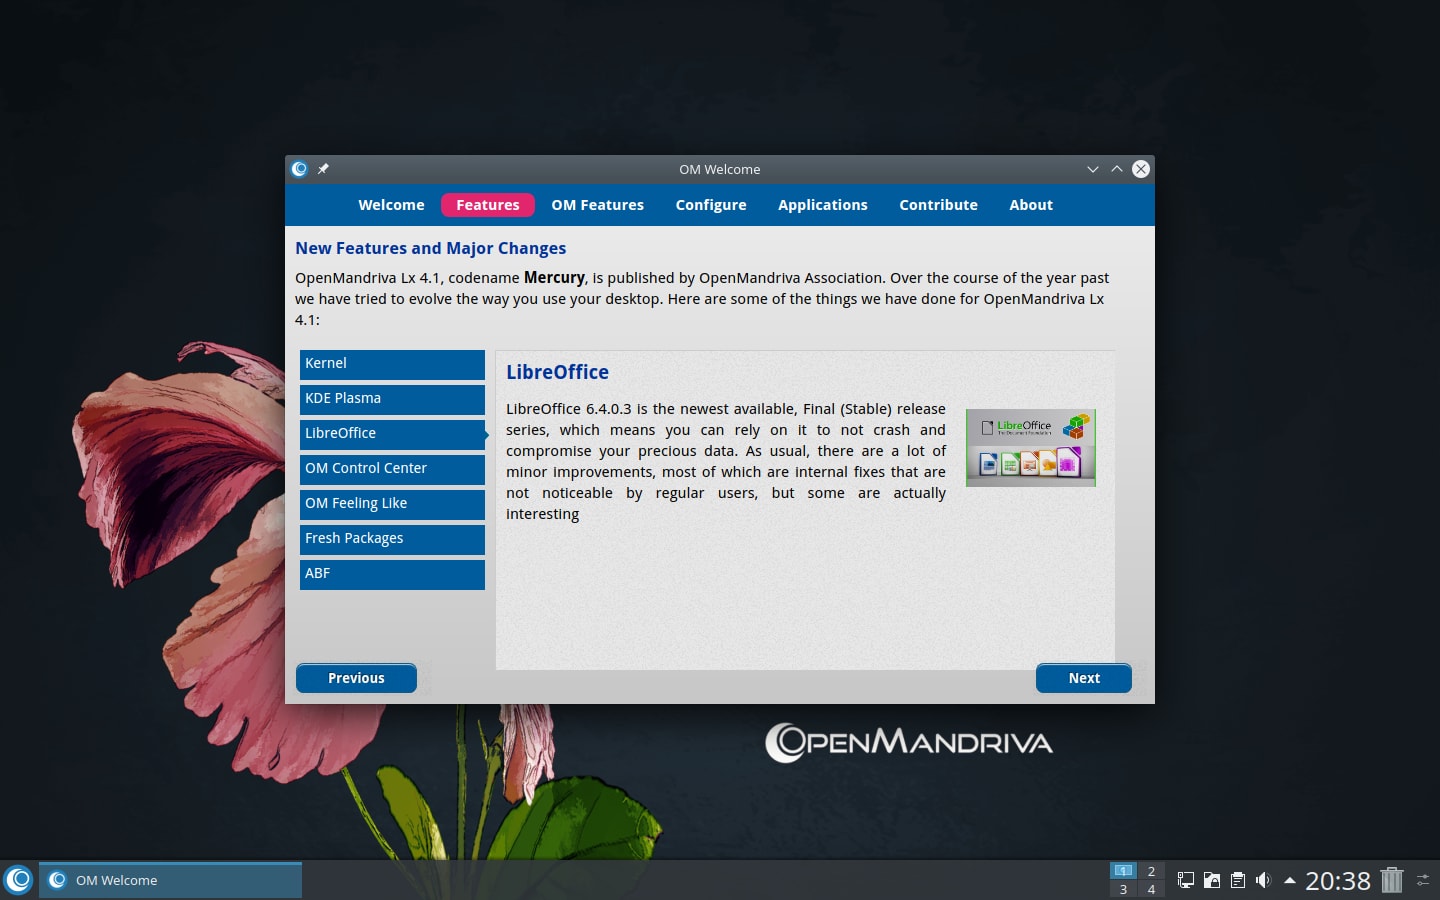 OM Welcome
Welcome Features OM Features Configure Applications Contribute About
New Features and Major Changes
OpenMandriva Lx 4.1, codename Mercury, is published by OpenMandriva Association. Over the course of the year past
we have tried to evolve the way you use your desktop. Here are some of the things we have done for OpenMandriva Lx
4.1:
Kernel
KDE Plasma
LibreOffice
OM Control Center
OM Feeling Like
Fresh Packages
ABF
LibreOffice
LibreOffice 6.4.0.3 is the newest available, Final (Stable) release
series, which means you can rely on it to not crash and
compromise your precious data. As usual, there are a lot of
minor improvements, most of which are internal fixes that are
not noticeable by regular users, but some are actually
interesting
LibreOffice
The Document Foundation
Previous
Next
OpenMandriva
OM Welcome
1 2
3 4
20:38